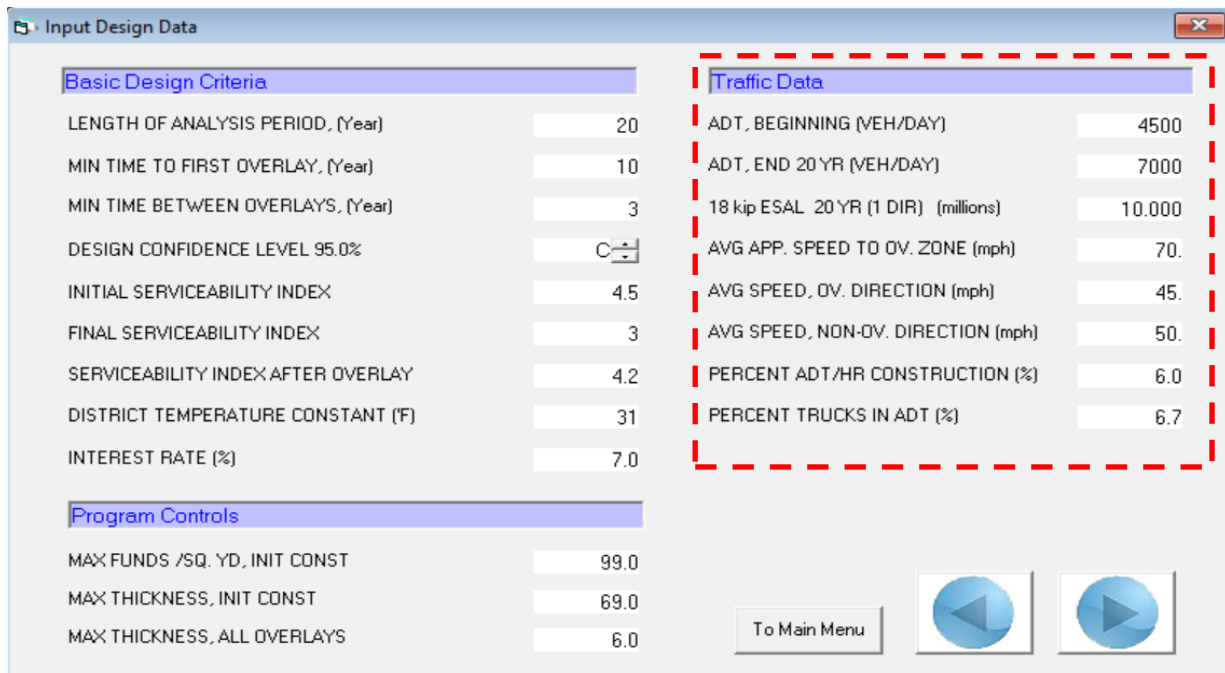 Input Design Data
Basic Design Criteria
LENGTH OF ANALYSIS PERIOD, (Year) 20
MIN TIME TO FIRST OVERLAY, (Year) 10
MIN TIME BETWEEN OVERLAYS, (Year) 3
DESIGN CONFIDENCE LEVEL 95.0% C
INITIAL SERVICEABILITY INDEX 4.5
FINAL SERVICEABILITY INDEX 3
SERVICEABILITY INDEX AFTER OVERLAY 4.2
DISTRICT TEMPERATURE CONSTANT (°F) 31
INTEREST RATE (%) 7.0
Program Controls
MAX FUNDS /SQ. YD, INIT CONST 99.0
MAX THICKNESS, INIT CONST 69.0
MAX THICKNESS, ALL OVERLAYS 6.0
Traffic Data
ADT, BEGINNING (VEH/DAY) 4500
ADT, END 20 YR (VEH/DAY) 7000
18 kip ESAL 20 YR (1 DIR) (millions) 10.000
AVG APP. SPEED TO OV. ZONE (mph) 70.
AVG SPEED, OV. DIRECTION (mph) 45.
AVG SPEED, NON-OV. DIRECTION (mph) 50.
PERCENT ADT/HR CONSTRUCTION (%) 6.0
PERCENT TRUCKS IN ADT (%) 6.7
To Main Menu